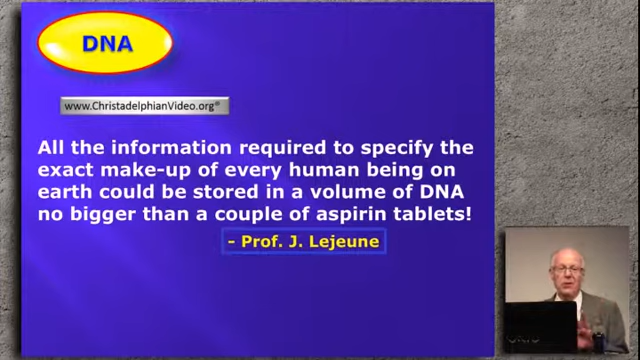 DNA
www.ChristadelphianVideo.org®
All the information required to specify the
exact make-up of every human being on
earth could be stored in a volume of DNA
no bigger than a couple of aspirin tablets!
- Prof. J. Lejeune